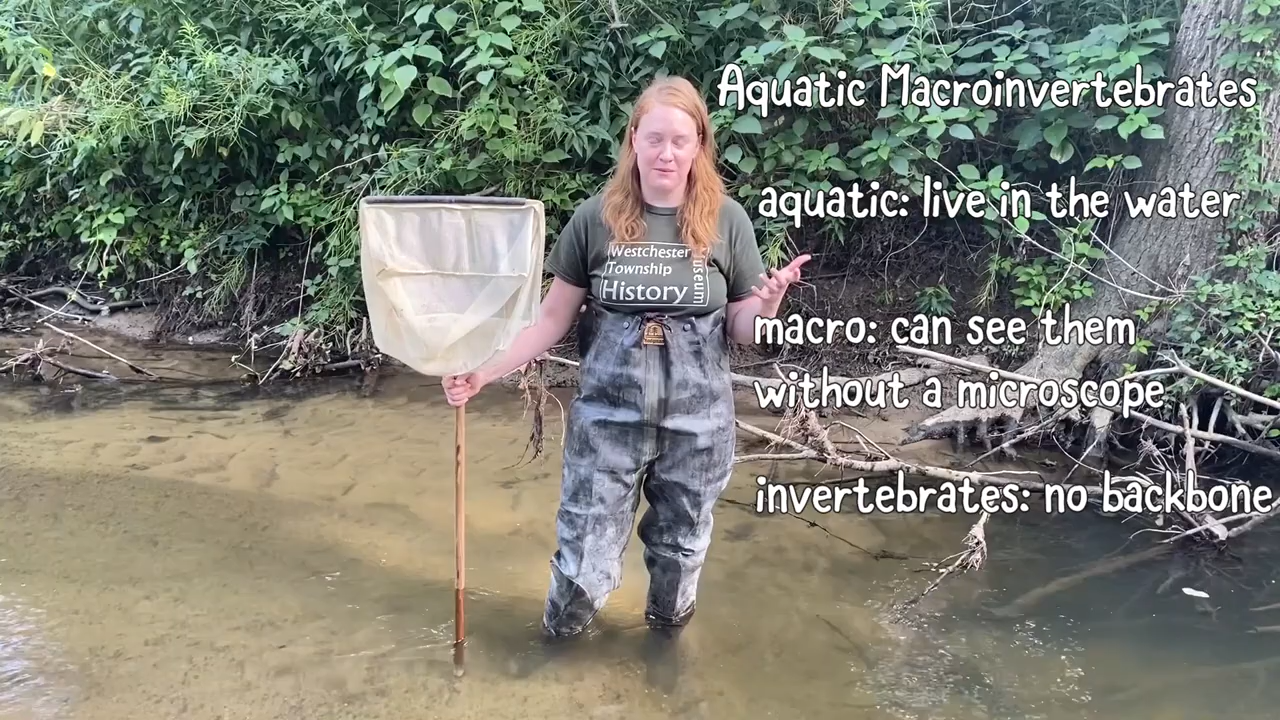 Aquatic Macroinvertebrates
aquatic: live in the water
Westchester
Township
History
Museum
macro: can see them
without a microscope
invertebrates: no backbone